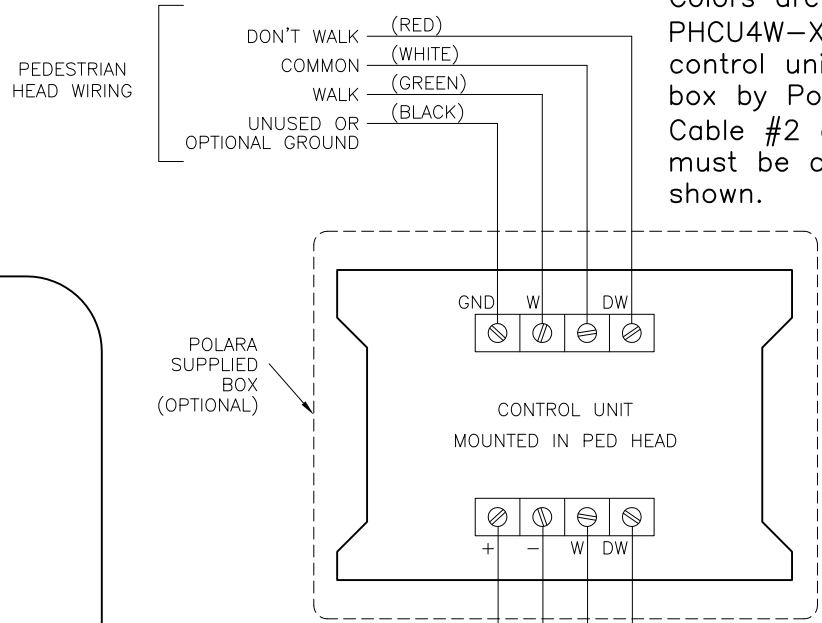 Colors are
PHCU4W-X
control uni
box by Po
Cable #2
must be
shown.
PEDESTRIAN
HEAD WIRING
DON'T WALK (RED)
COMMON (WHITE)
WALK (GREEN)
UNUSED OR (BLACK)
OPTIONAL GROUND
GND W DW
POLARA
SUPPLIED
BOX
(OPTIONAL)
CONTROL UNIT
MOUNTED IN PED HEAD
+ - W DW